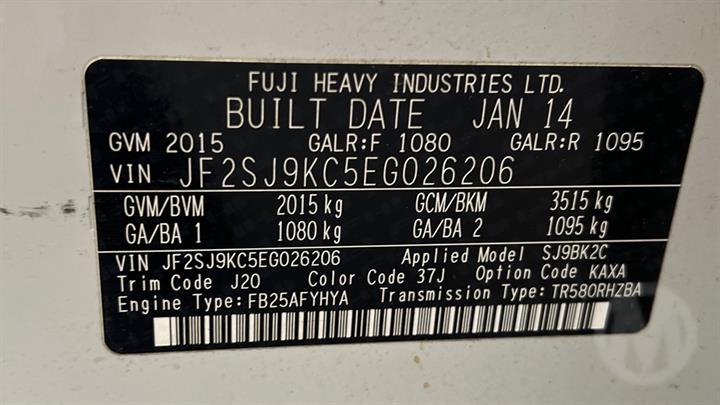 FUJI HEAVY INDUSTRIES LTD.
BUILT DATE JAN 14
GVM 2015 GALR:F 1080 GALR:R 1095
VIN JF2SJ9KC5EG026206
GVM/BVM 2015 kg GCM/BKM 3515 kg
GA/BA 1 1080 kg GA/BA 2 1095 kg
VIN JF2SJ9KC5EG026206 Applied Model SJ9BK2C
Trim Code J20 Color Code 37J Option Code KAXA
Engine Type:FB25AFYHYA Transmission Type:TR580RHZBA
M